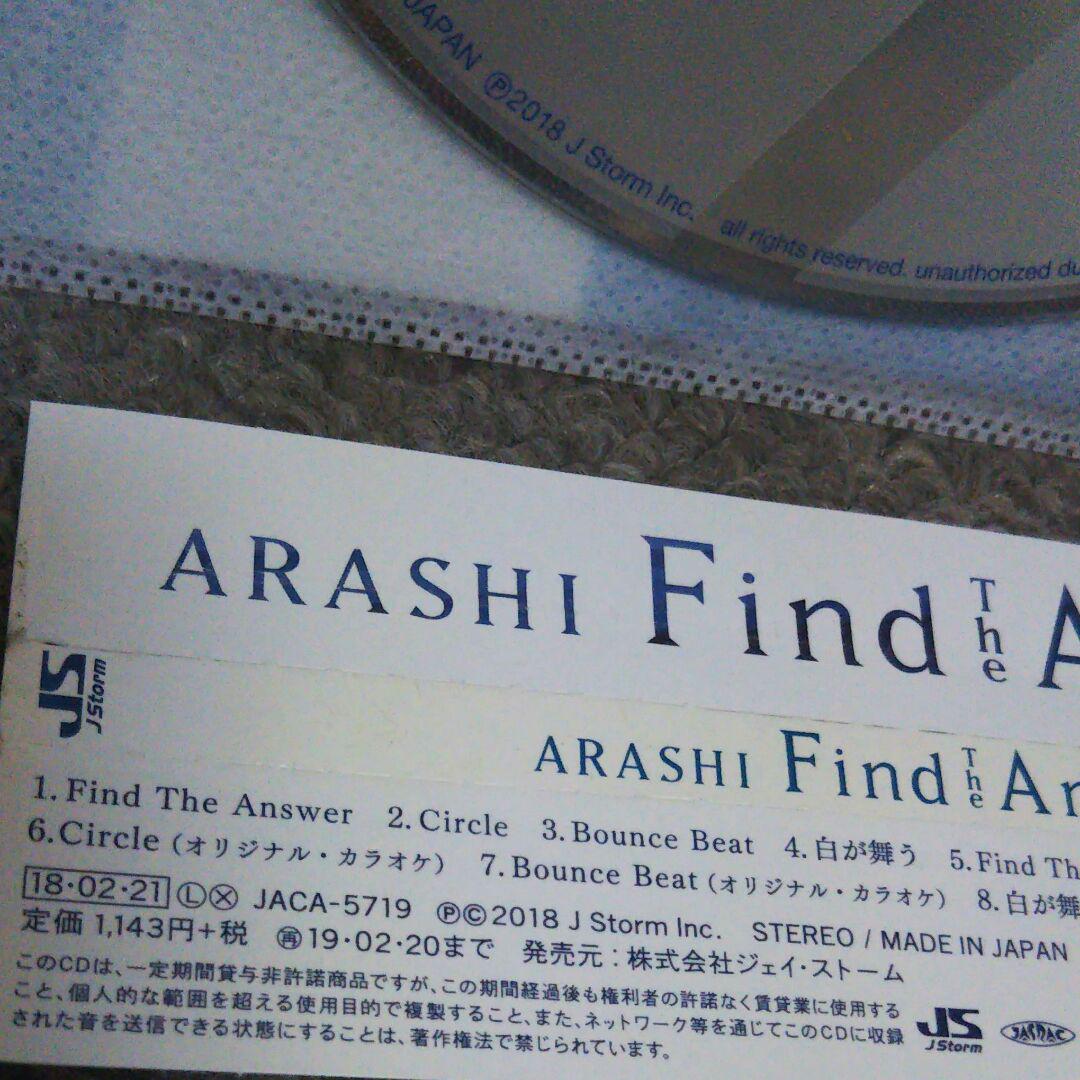 JAPAN Ⓟ2018 J Storm Inc. all rights reserved. unauthorized du
ARASHI Find The A
JS J Storm
ARASHI Find The An
1. Find The Answer 2. Circle 3. Bounce Beat 4. 白が舞う 5. Find Th
6. Circle (オリジナル・カラオケ) 7. Bounce Beat (オリジナル・カラオケ) 8. 白が舞
18・02・21 Ⓛ Ⓧ JACA-5719 Ⓟ©2018 J Storm Inc. STEREO / MADE IN JAPAN
定価 1,143円+税 ㊞19・02・20まで 発売元:株式会社ジェイ・ストーム
このCDは、一定期間貸与非許諾商品ですが、この期間経過後も権利者の許諾なく賃貸業に使用する
こと、個人的な範囲を超える使用目的で複製すること、また、ネットワーク等を通じてこのCDに収録
された音を送信できる状態にすることは、著作権法で禁じられています。
JS J Storm
JASRAC